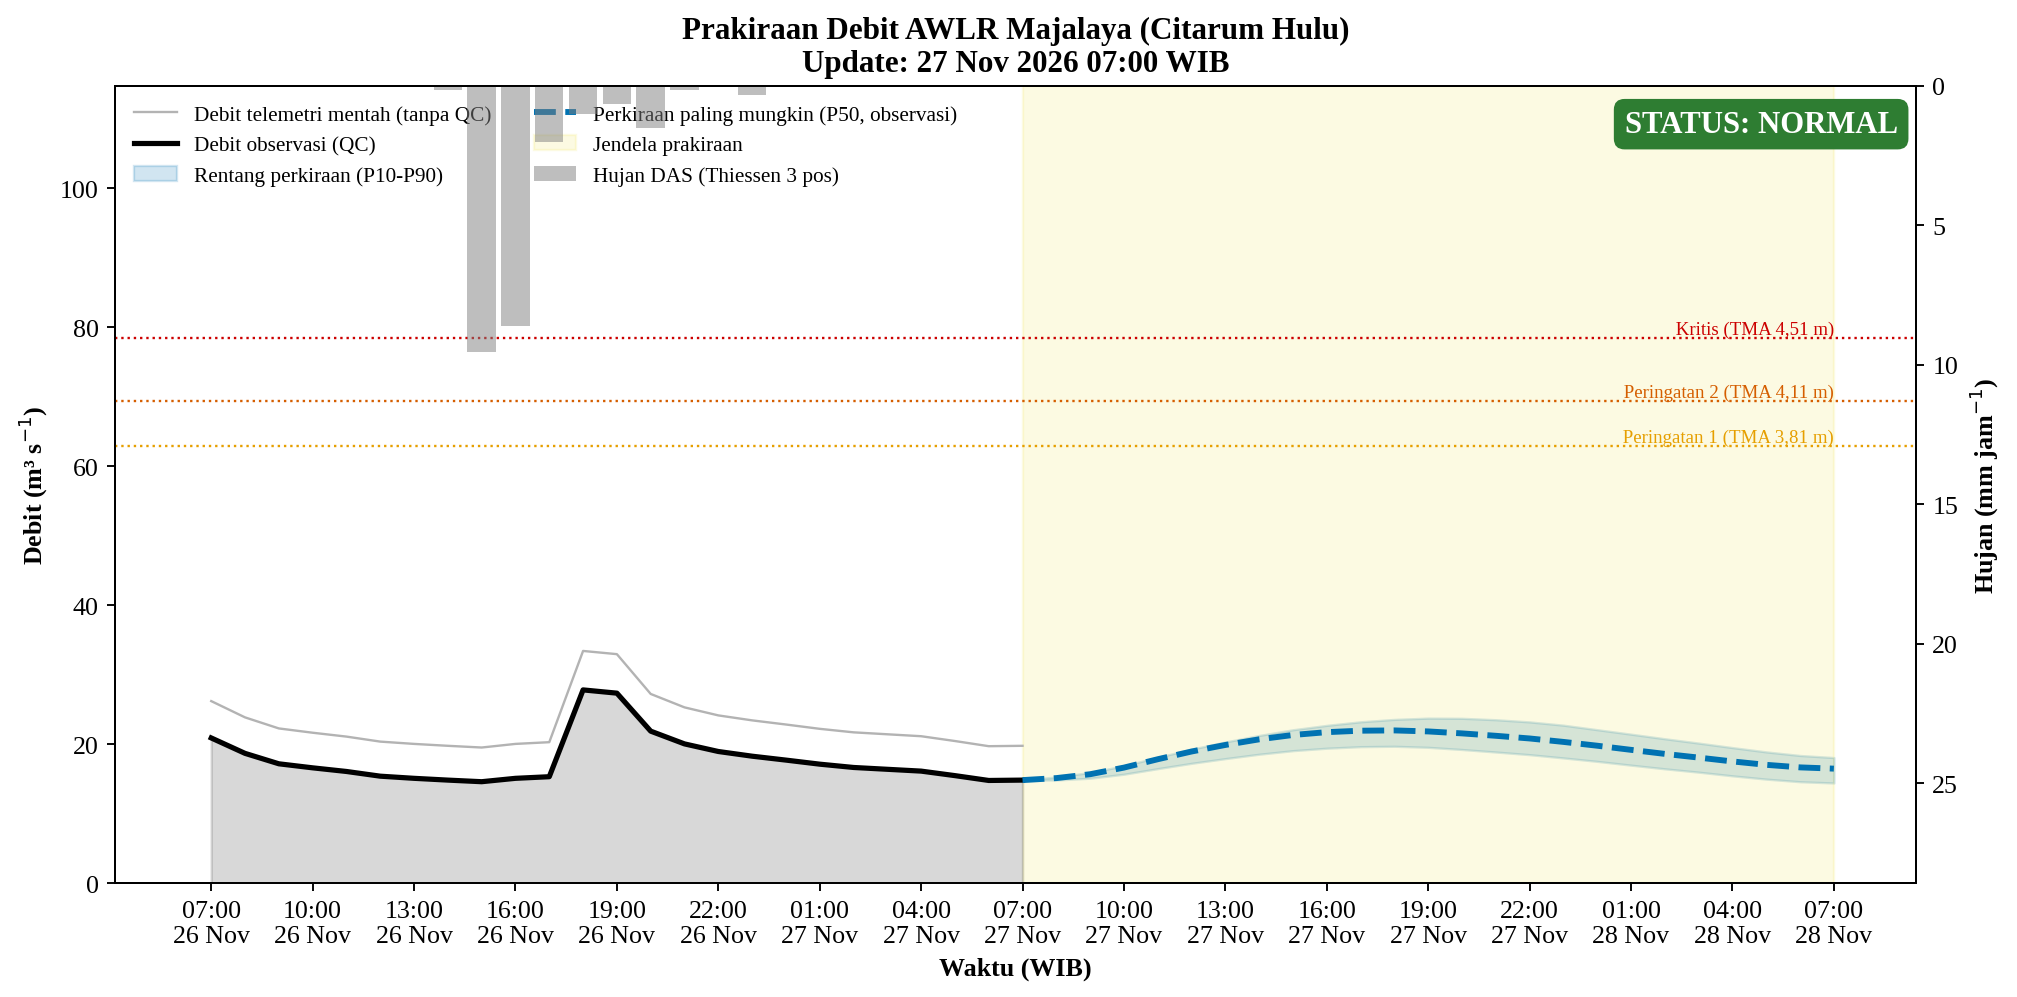 Prakiraan Debit AWLR Majalaya (Citarum Hulu)
Update: 27 Nov 2026 07:00 WIB
Debit telemetri mentah (tanpa QC)
Debit observasi (QC)
Rentang perkiraan (P10-P90)
Perkiraan paling mungkin (P50, observasi)
Jendela prakiraan
Hujan DAS (Thiessen 3 pos)
STATUS: NORMAL
Kritis (TMA 4,51 m)
Peringatan 2 (TMA 4,11 m)
Peringatan 1 (TMA 3,81 m)
Debit (m³ s⁻¹)
100
80
60
40
20
0
Hujan (mm jam⁻¹)
0
5
10
15
20
25
07:00 10:00 13:00 16:00 19:00 22:00 01:00 04:00 07:00 10:00 13:00 16:00 19:00 22:00 01:00 04:00 07:00
26 Nov 26 Nov 26 Nov 26 Nov 26 Nov 26 Nov 27 Nov 27 Nov 27 Nov 27 Nov 27 Nov 27 Nov 27 Nov 27 Nov 28 Nov 28 Nov 28 Nov
Waktu (WIB)